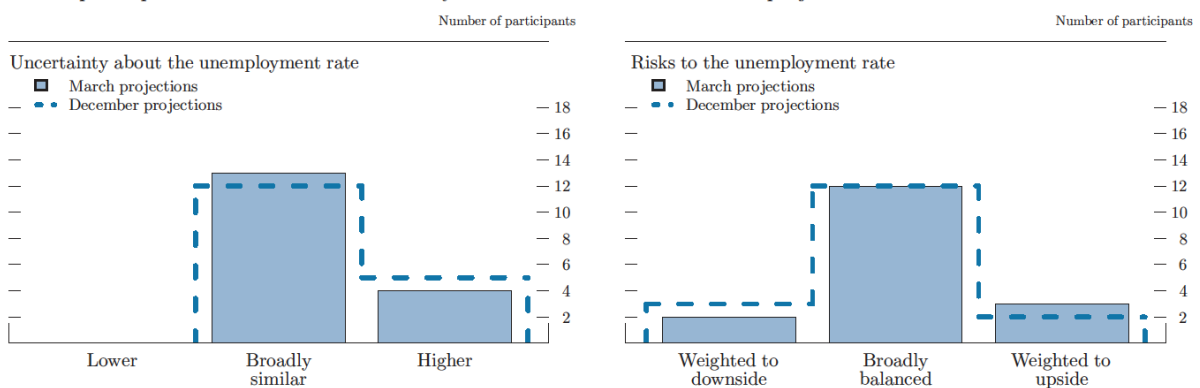 Number of participants
Uncertainty about the unemployment rate
March projections
December projections
18
16
14
12
10
8
6
4
2
Lower
Broadly similar
Higher
Number of participants
Risks to the unemployment rate
March projections
December projections
18
16
14
12
10
8
6
4
2
Weighted to downside
Broadly balanced
Weighted to upside